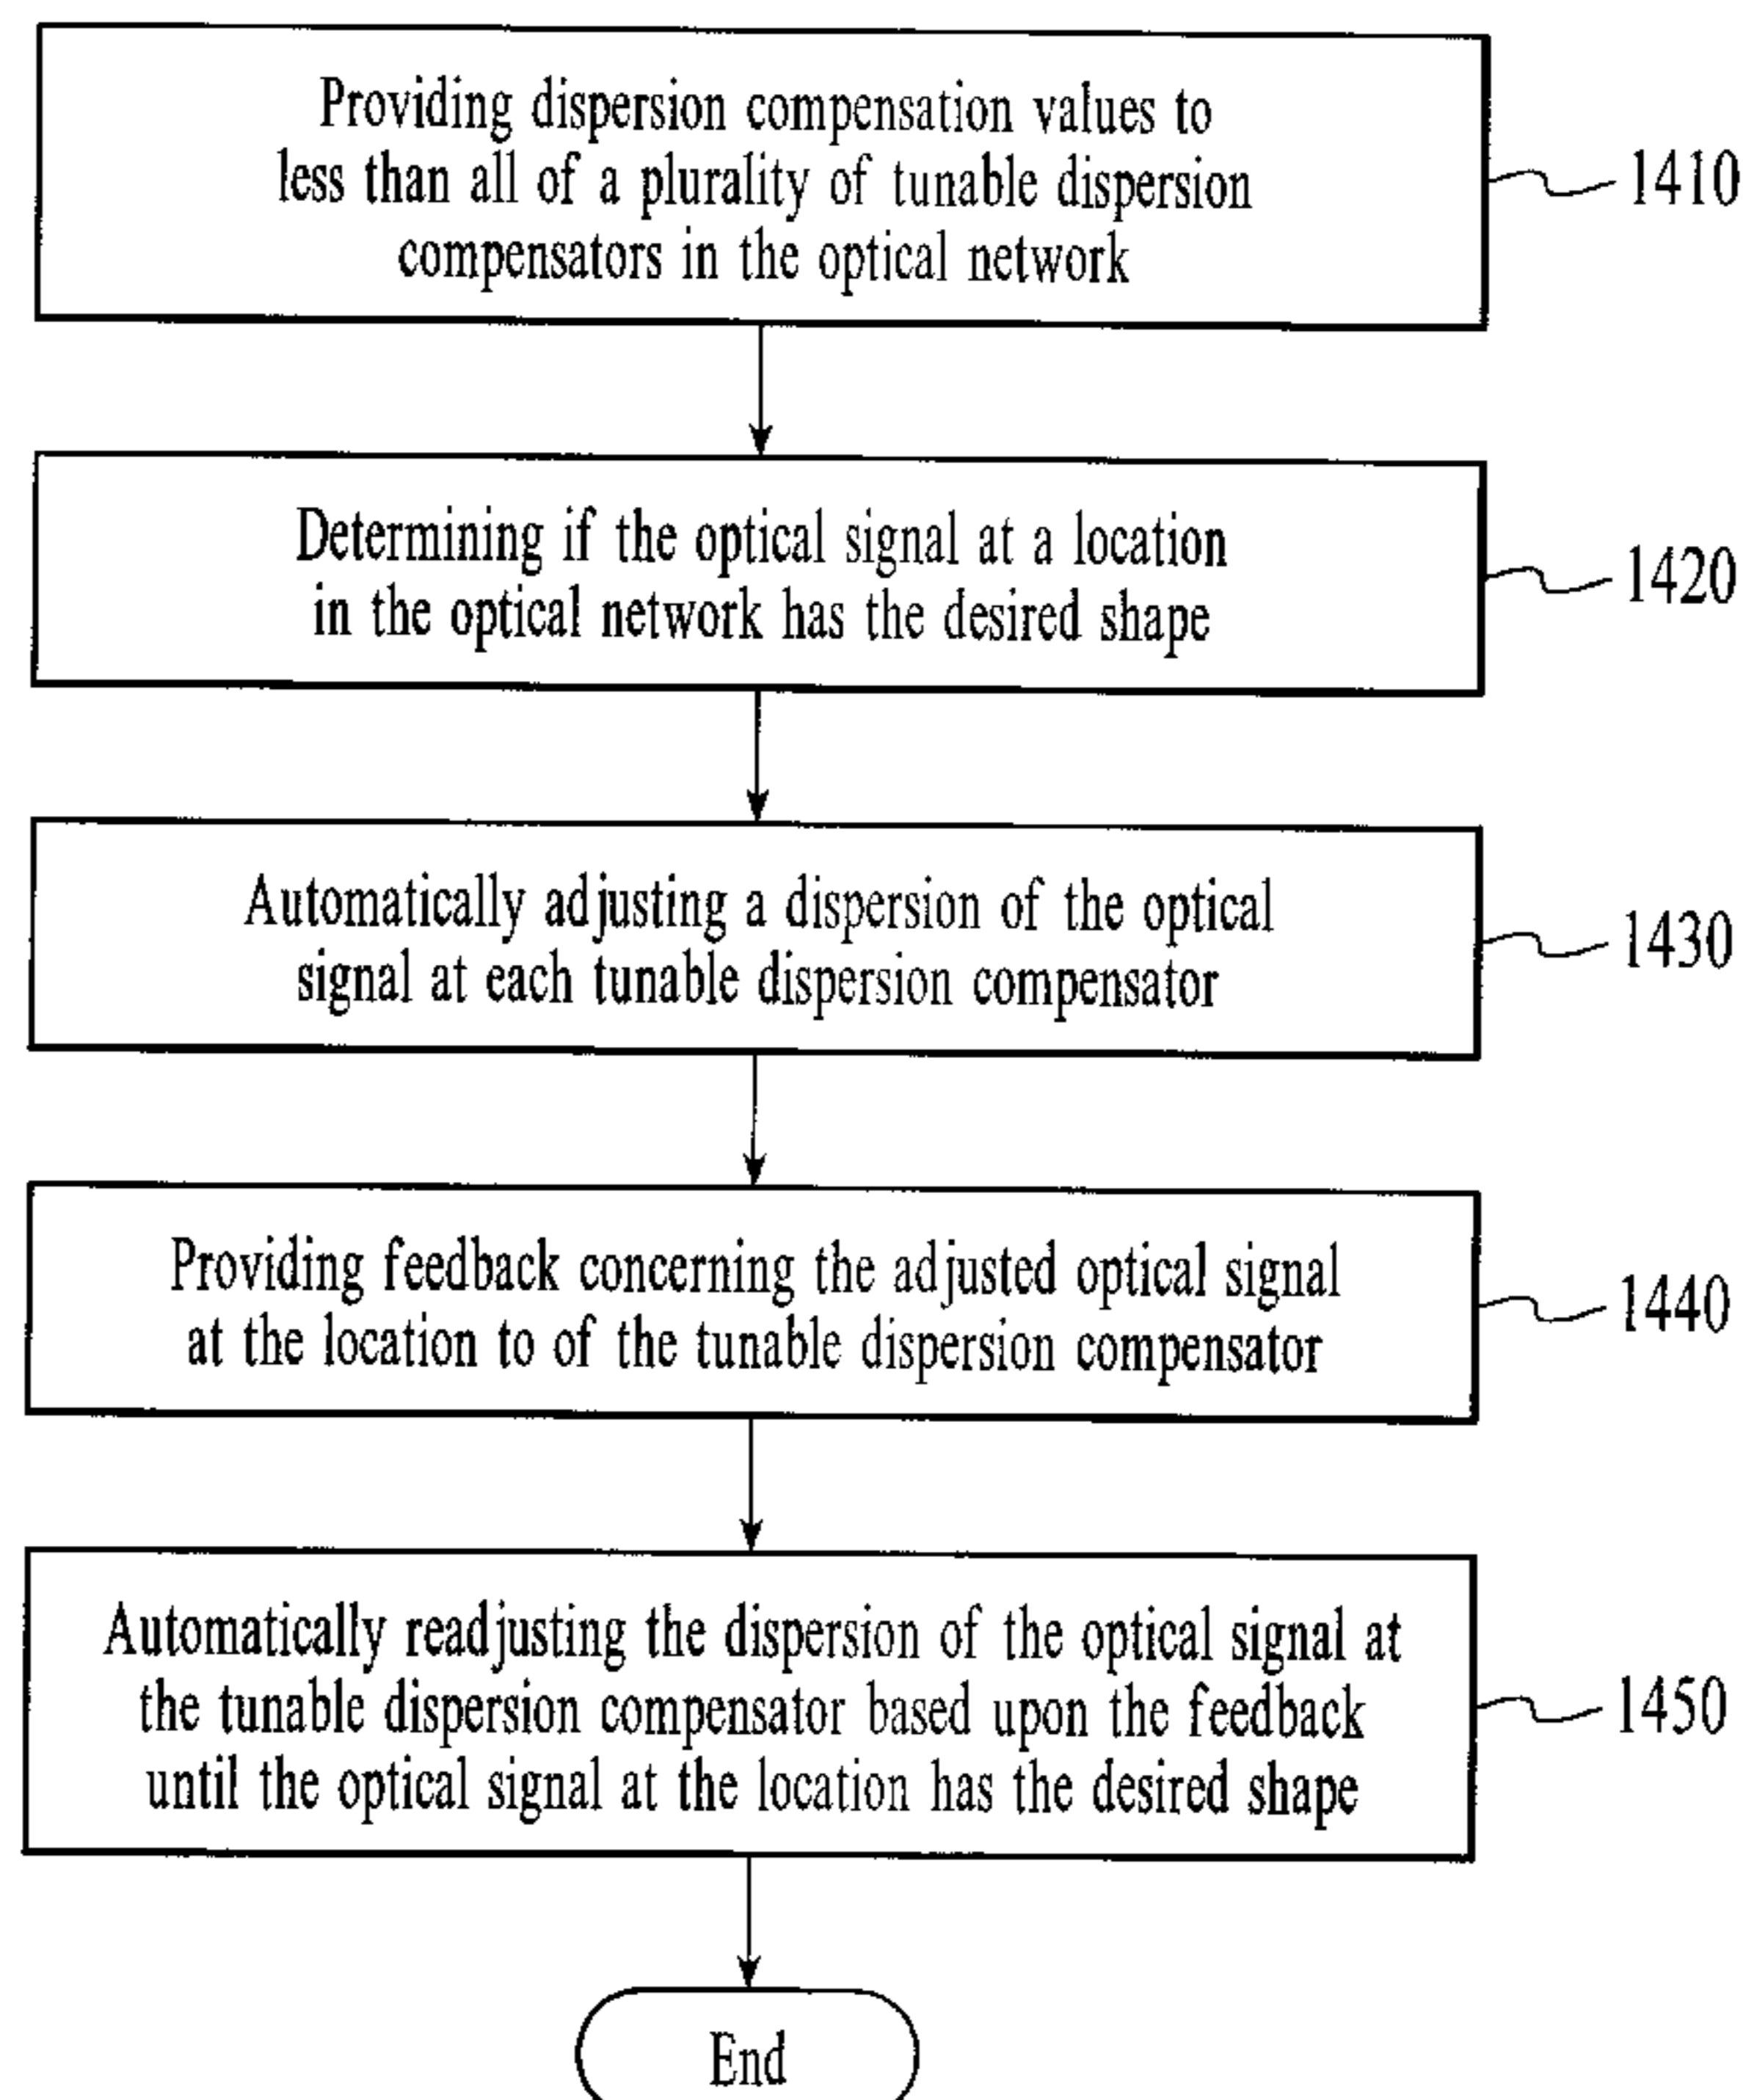 Providing dispersion compensation values to
less than all of a plurality of tunable dispersion
compensators in the optical network
1410
Determining if the optical signal at a location
in the optical network has the desired shape
1420
Automatically adjusting a dispersion of the optical
signal at each tunable dispersion compensator
1430
Providing feedback concerning the adjusted optical signal
at the location to of the tunable dispersion compensator
1440
Automatically readjusting the dispersion of the optical signal at
the tunable dispersion compensator based upon the feedback
until the optical signal at the location has the desired shape
1450
End